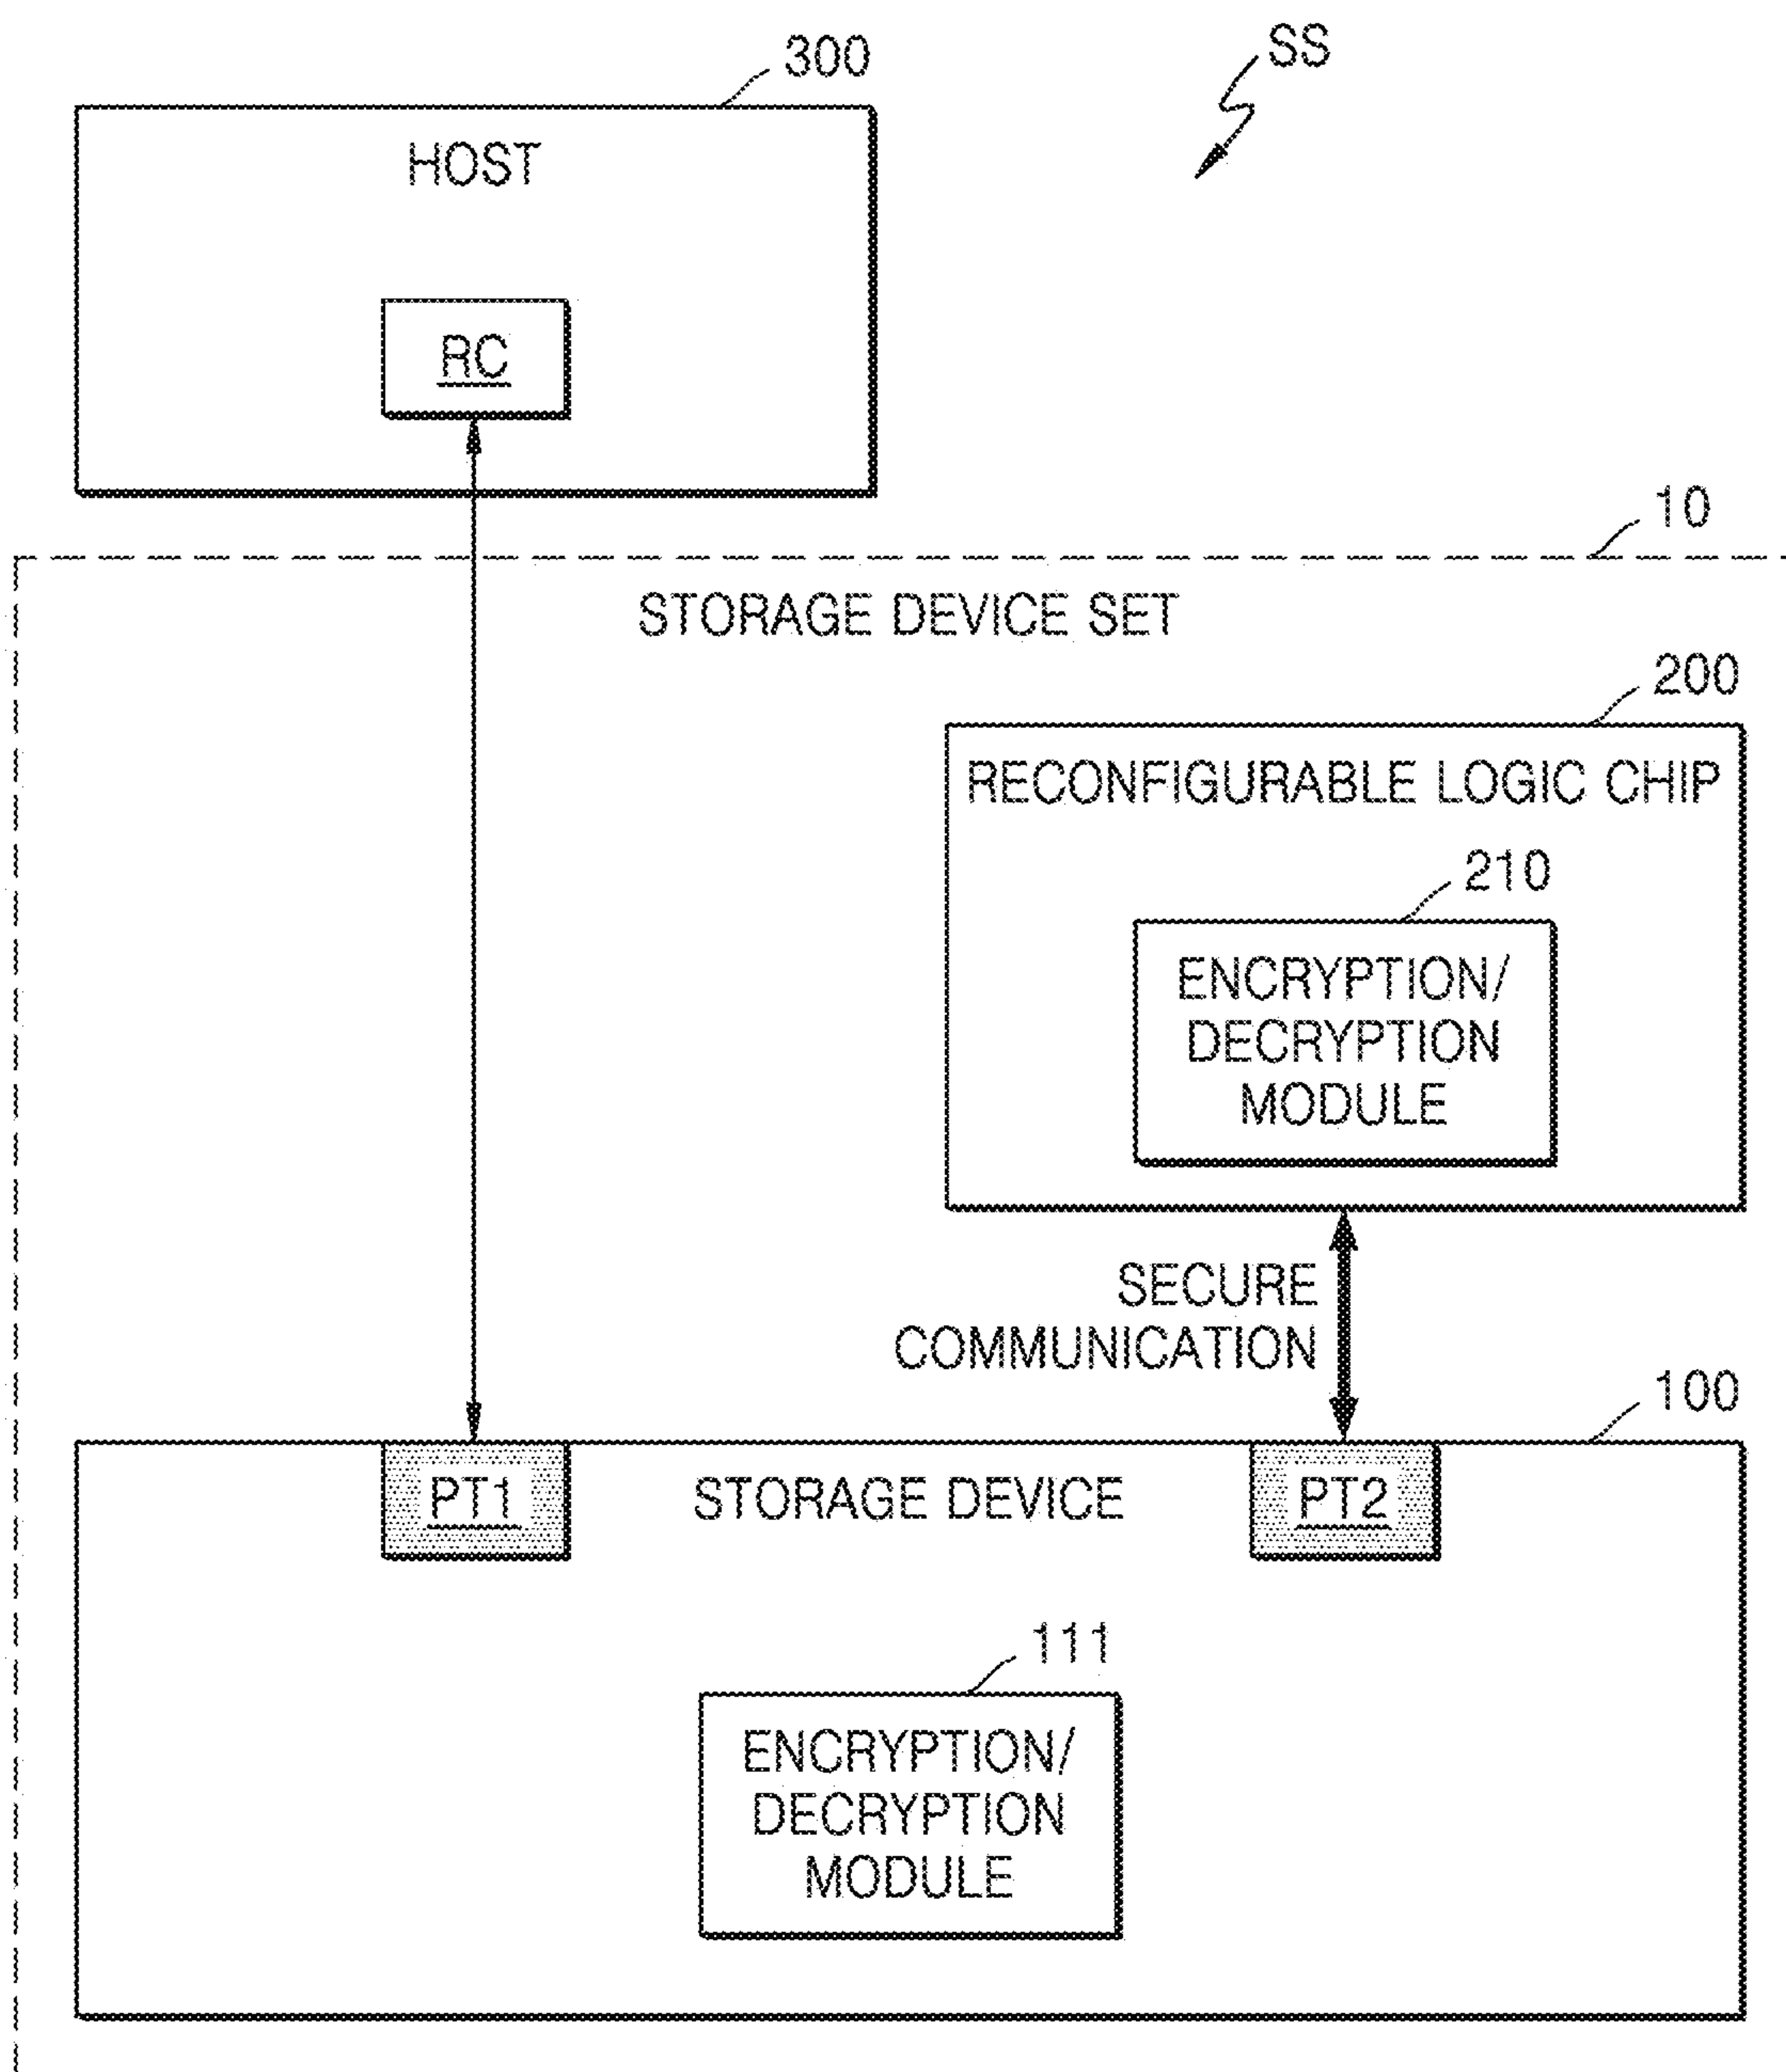 SS
300
HOST
RC
10
STORAGE DEVICE SET
200
RECONFIGURABLE LOGIC CHIP
210
ENCRYPTION/
DECRYPTION
MODULE
SECURE
COMMUNICATION
100
PT1
STORAGE DEVICE
PT2
111
ENCRYPTION/
DECRYPTION
MODULE